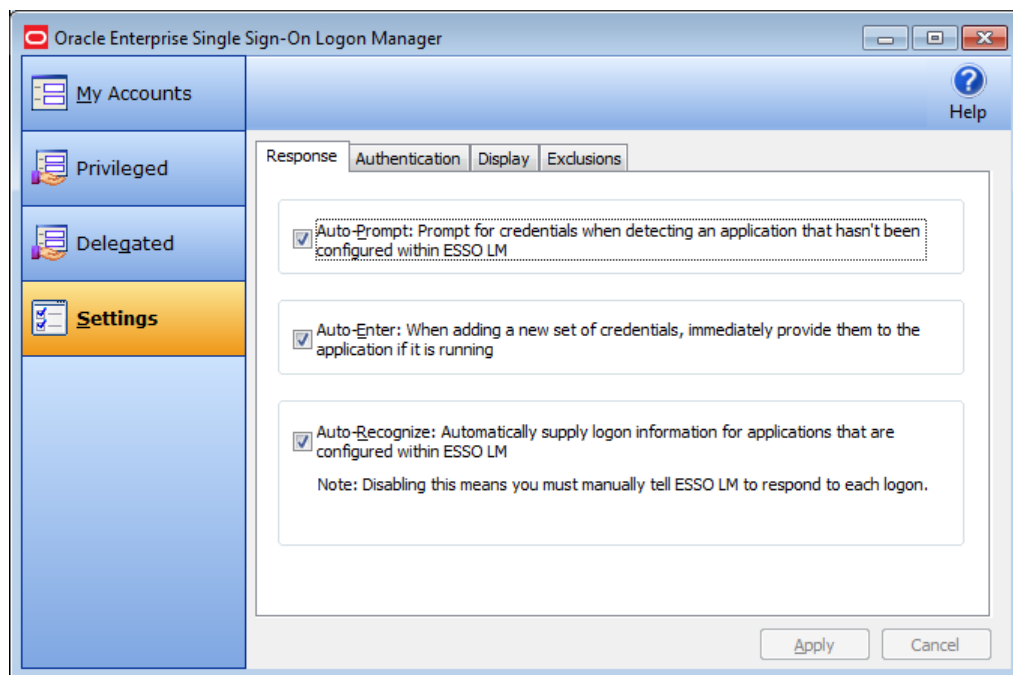 Oracle Enterprise Single Sign-On Logon Manager
My Accounts
Help
Privileged
Delegated
Settings
Response Authentication Display Exclusions
Auto-Prompt: Prompt for credentials when detecting an application that hasn't been
configured within ESSO LM
Auto-Enter: When adding a new set of credentials, immediately provide them to the
application if it is running
Auto-Recognize: Automatically supply logon information for applications that are
configured within ESSO LM
Note: Disabling this means you must manually tell ESSO LM to respond to each logon.
Apply Cancel